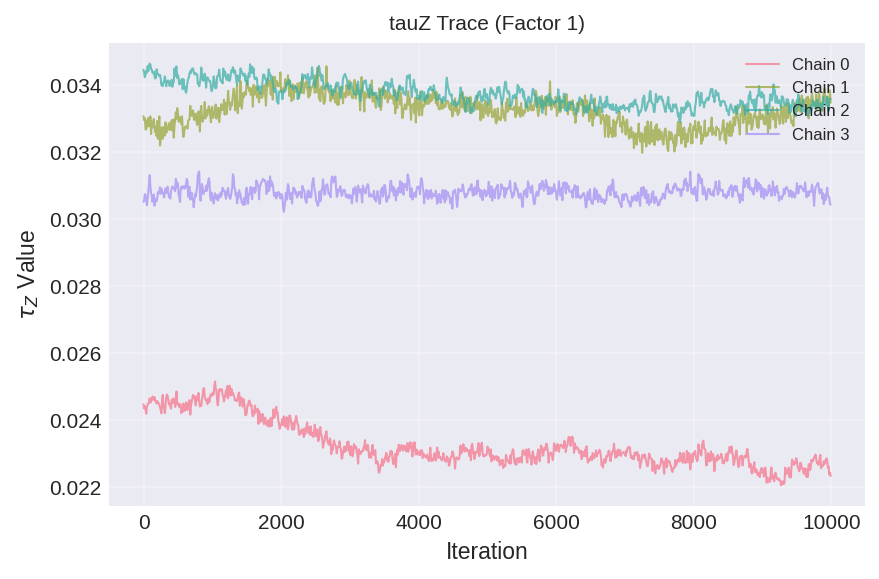 tauZ Trace (Factor 1)
Chain 0
Chain 1
Chain 2
Chain 3
0.034
0.032
0.030
0.028
0.026
0.024
0.022
τZ Value
0
2000
4000
6000
8000
10000
Iteration